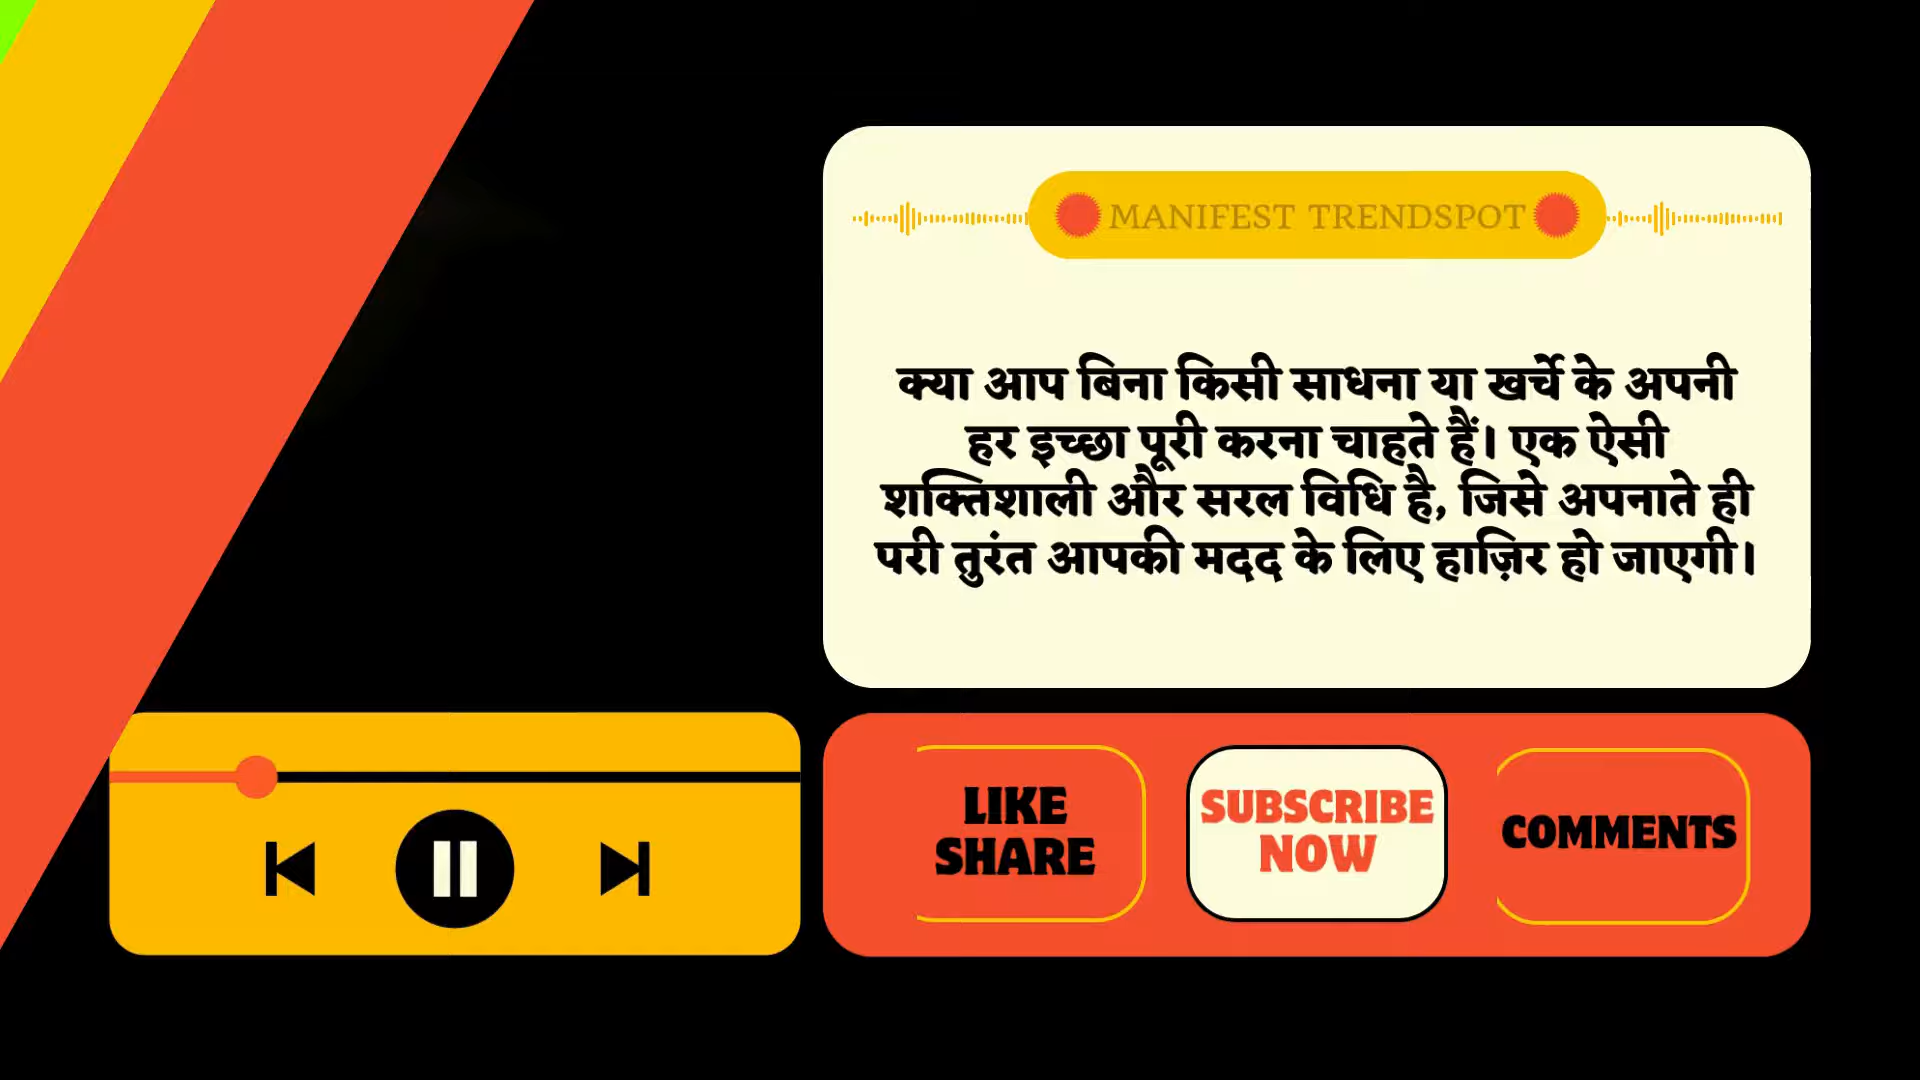 MANIFEST TRENDSPOT
क्या आप बिना किसी साधना या खर्चे के अपनी
हर इच्छा पूरी करना चाहते हैं। एक ऐसी
शक्तिशाली और सरल विधि है, जिसे अपनाते ही
परी तुरंत आपकी मदद के लिए हाज़िर हो जाएगी।
LIKE
SHARE
SUBSCRIBE
NOW
COMMENTS